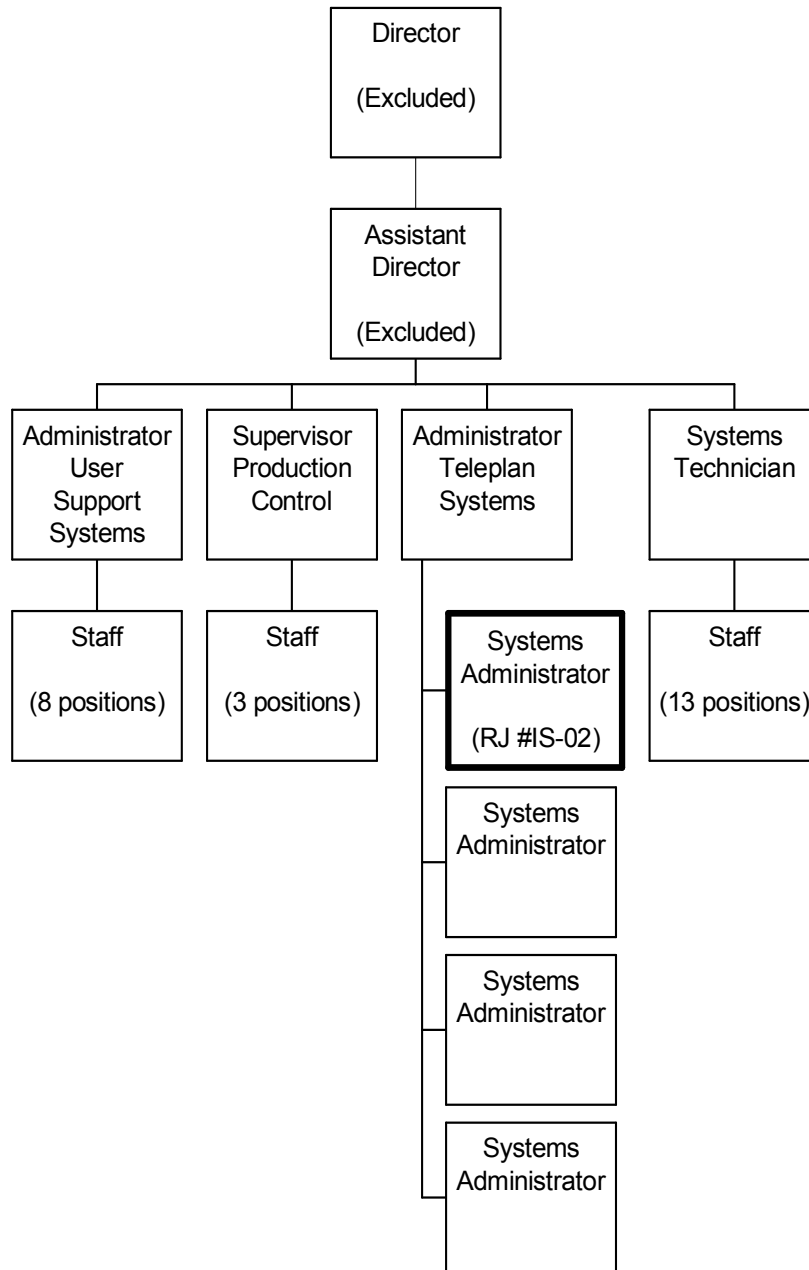 Director
(Excluded)
Assistant
Director
(Excluded)
Administrator
User
Support
Systems
Supervisor
Production
Control
Administrator
Teleplan
Systems
Systems
Technician
Staff
(8 positions)
Staff
(3 positions)
Systems
Administrator
(RJ #IS-02)
Staff
(13 positions)
Systems
Administrator
Systems
Administrator
Systems
Administrator